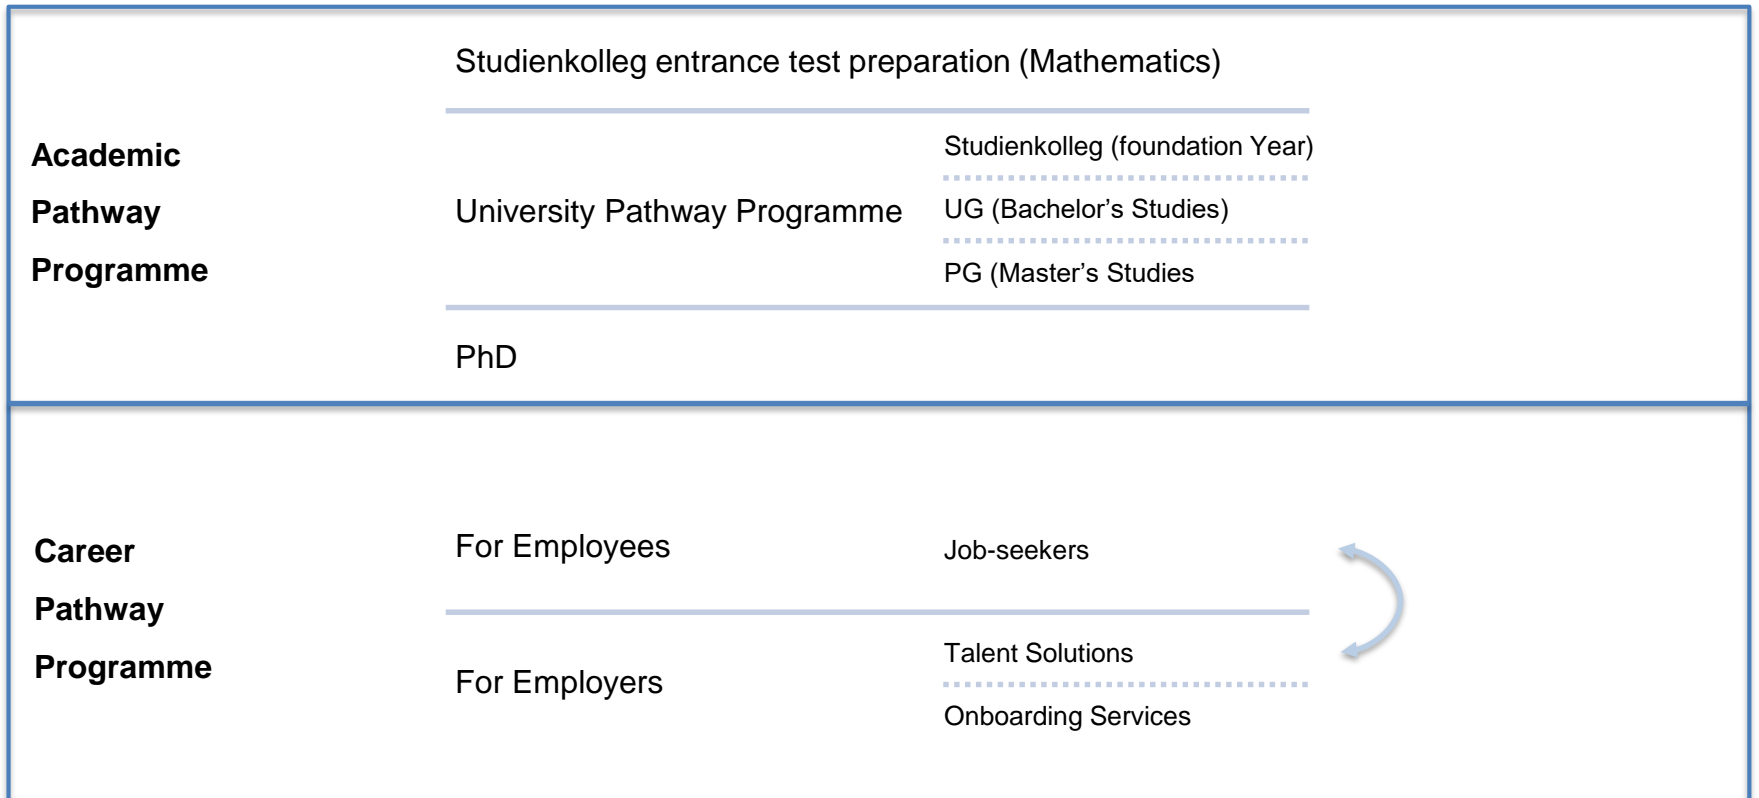 Studienkolleg entrance test preparation (Mathematics)
Academic
Pathway
Programme
University Pathway Programme
Studienkolleg (foundation Year)
UG (Bachelor’s Studies)
PG (Master’s Studies
PhD
Career
Pathway
Programme
For Employees
Job-seekers
For Employers
Talent Solutions
Onboarding Services